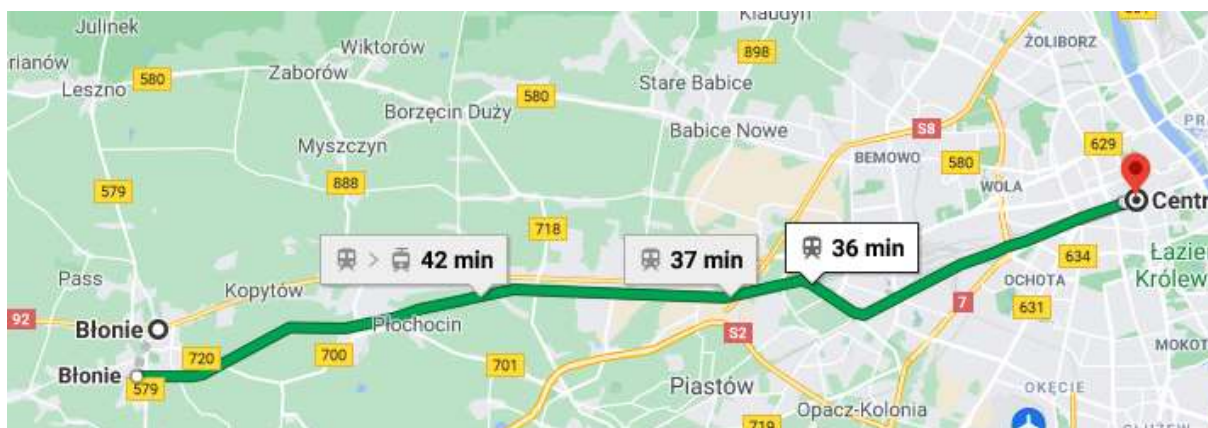 Julinek
Klaudyn
ŻOLIBORZ
Wiktorów
898
Zaborów
580
Leszno
Stare Babice
580
Borzęcin Duży
S8
Babice Nowe
629
Myszczyn
BEMOWO
580
888
579
WOLA
Centr
718
42 min
37 min
36 min
634
Łazien
Królew
Pass
OCHOTA
Kopytów
7
631
92
Błonie
Płochocin
S2
720
700
MOKOT
701
Błonie
579
Piastów
OKĘCIE
Opacz-Kolonia
719